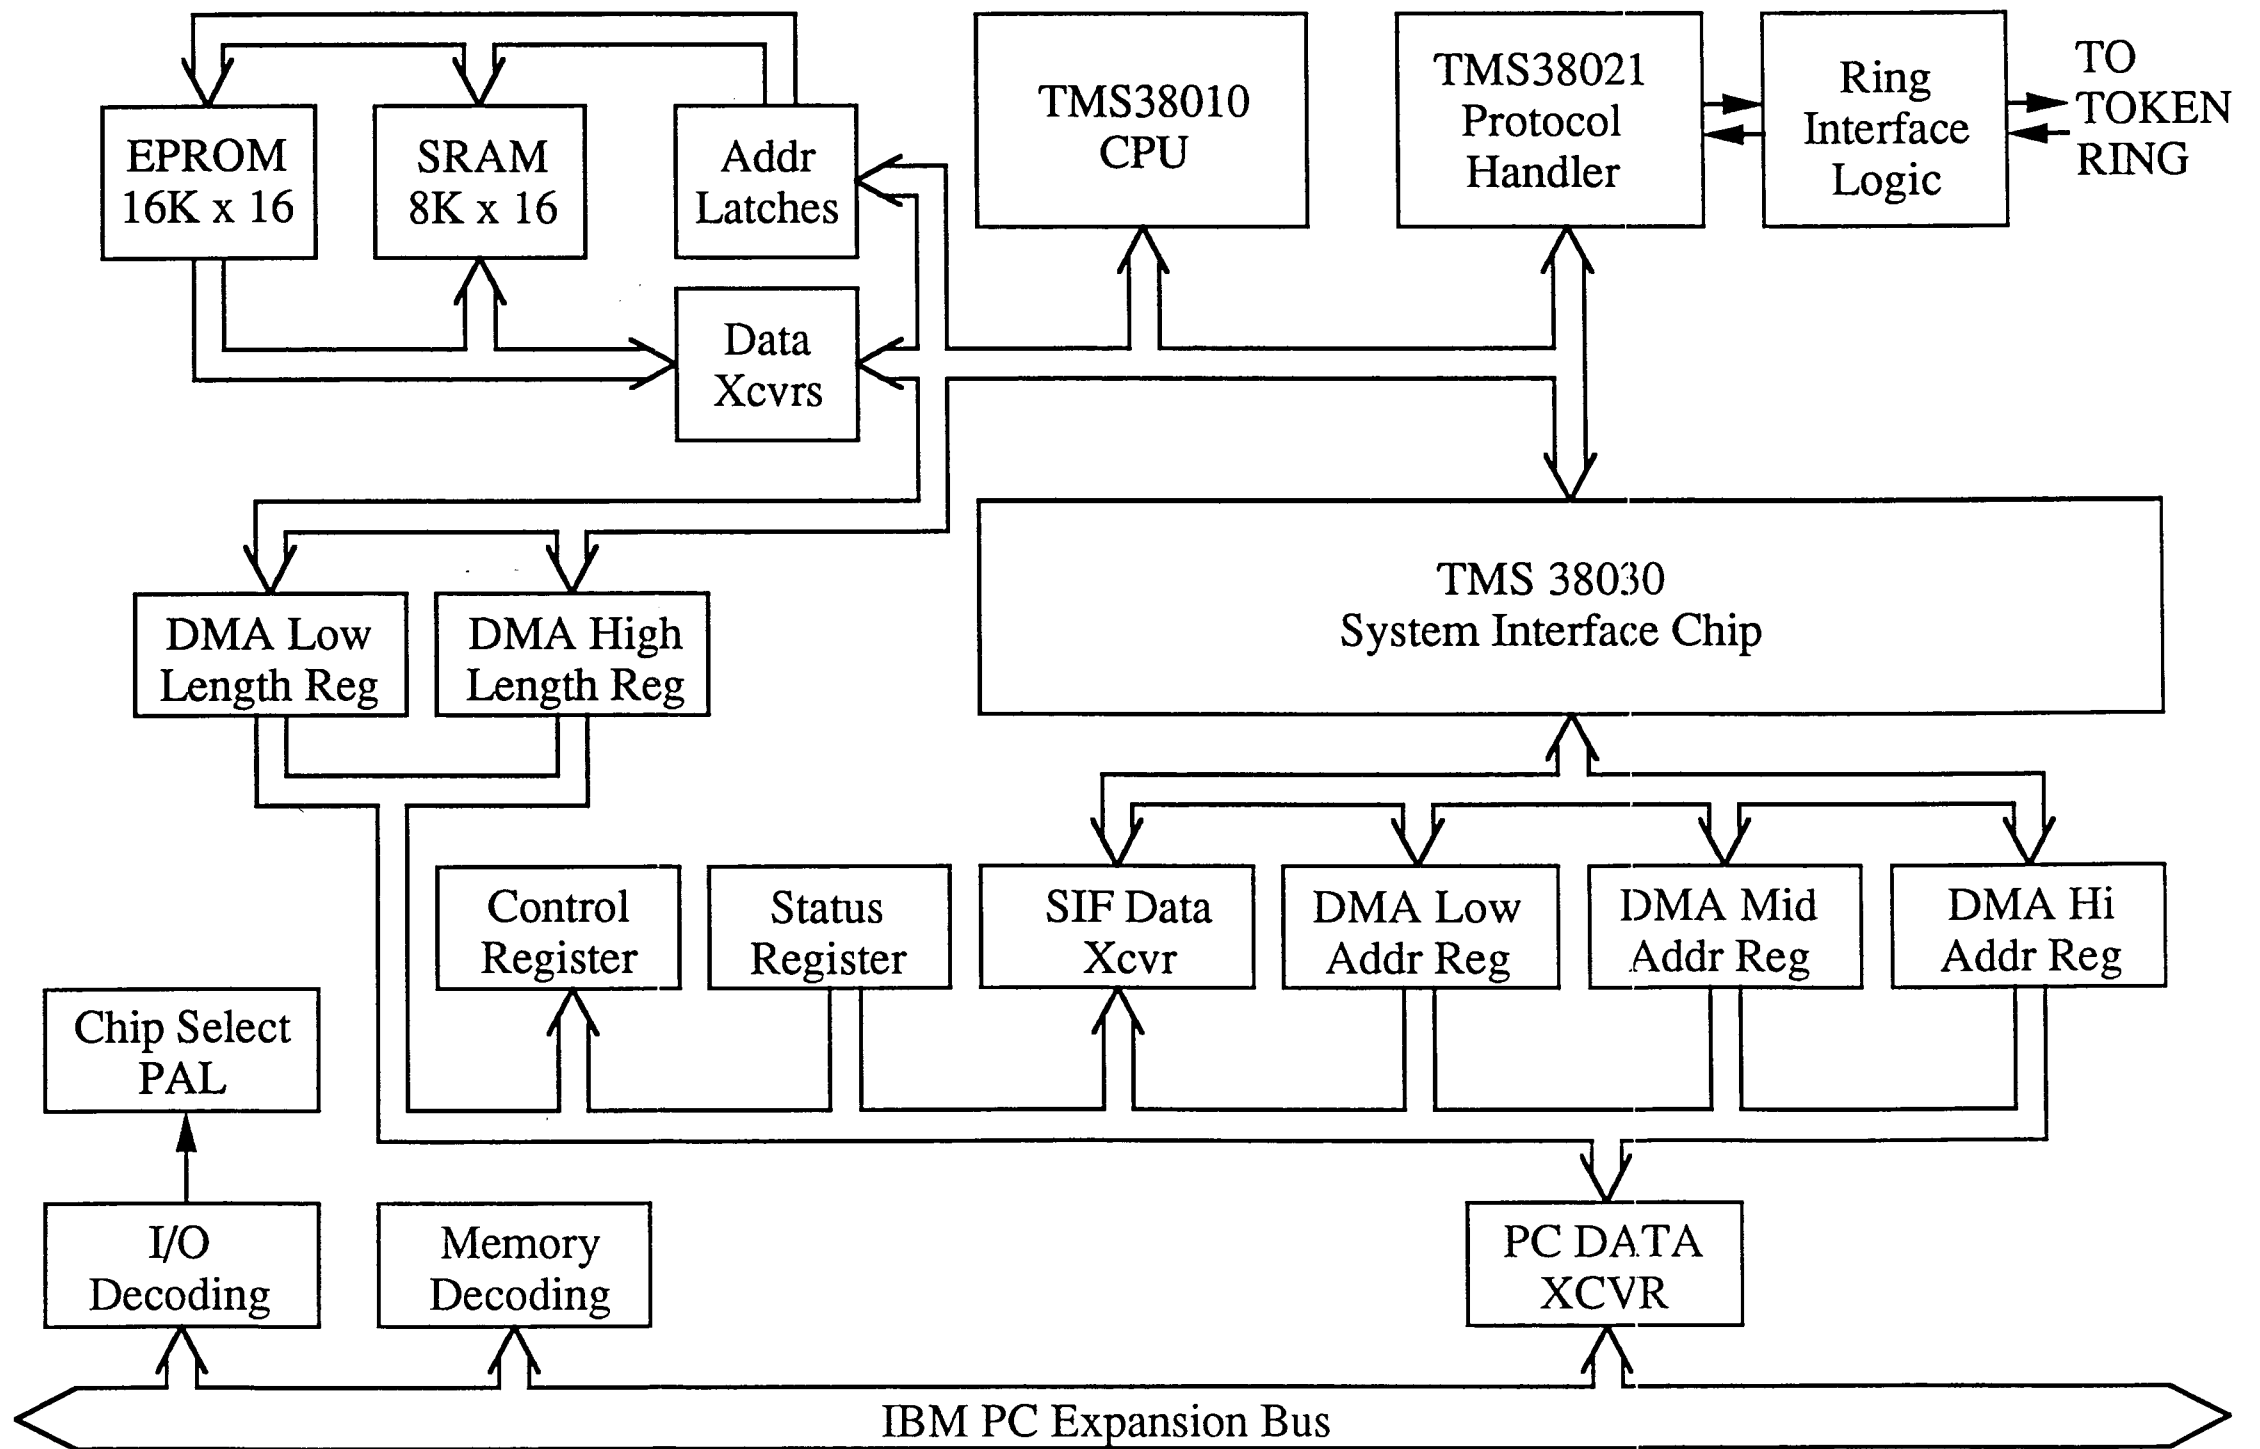 TMS38010
CPU
TMS38021
Protocol
Handler
Ring
Interface
Logic
TO
TOKEN
RING
EPROM
16K x 16
SRAM
8K x 16
Addr
Latches
Data
Xcvrs
TMS 38030
System Interface Chip
DMA Low
Length Reg
DMA High
Length Reg
Control
Register
Status
Register
SIF Data
Xcvr
DMA Low
Addr Reg
DMA Mid
Addr Reg
DMA Hi
Addr Reg
Chip Select
PAL
I/O
Decoding
Memory
Decoding
PC DATA
XCVR
IBM PC Expansion Bus